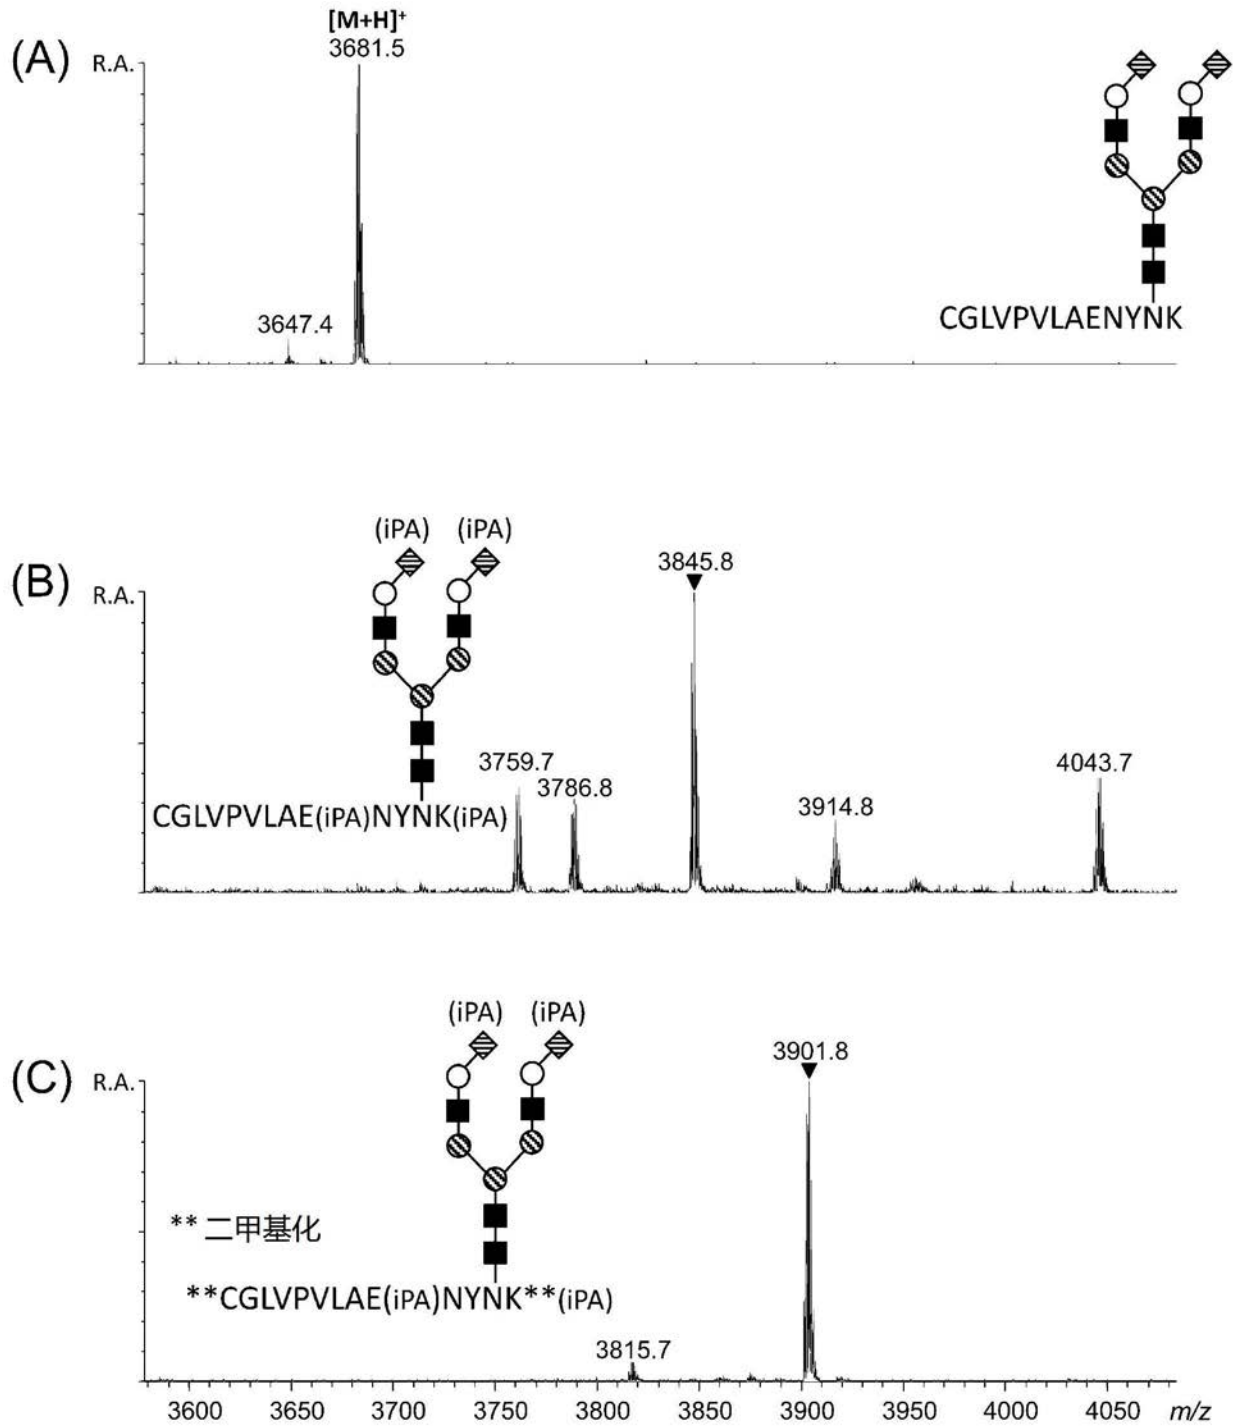 [M+H]⁺
(A) R.A. 3681.5
3647.4
CGLVPVLAENYNK
(iPA) (iPA)
(B) R.A. 3845.8
3759.7
3786.8
3914.8
4043.7
CGLVPVLAE(iPA)NYNK(iPA)
(iPA) (iPA)
(C) R.A. 3901.8
** 二甲基化
**CGLVPVLAE(iPA)NYNK**(iPA)
3815.7
3600 3650 3700 3750 3800 3850 3900 3950 4000 4050 m/z